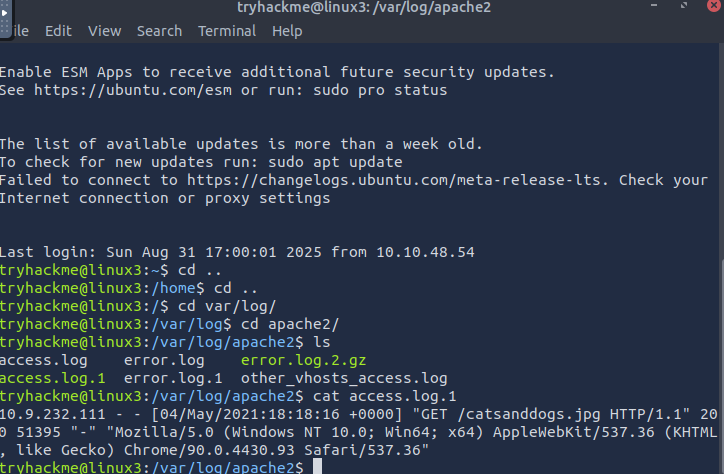 tryhackme@linux3: /var/log/apache2
ile Edit View Search Terminal Help
Enable ESM Apps to receive additional future security updates.
See https://ubuntu.com/esm or run: sudo pro status
The list of available updates is more than a week old.
To check for new updates run: sudo apt update
Failed to connect to https://changelogs.ubuntu.com/meta-release-lts. Check your
Internet connection or proxy settings
Last login: Sun Aug 31 17:00:01 2025 from 10.10.48.54
tryhackme@linux3:~$ cd ..
tryhackme@linux3:/home$ cd ..
tryhackme@linux3:/$ cd var/log/
tryhackme@linux3:/var/log$ cd apache2/
tryhackme@linux3:/var/log/apache2$ ls
access.log error.log error.log.2.gz
access.log.1 error.log.1 other_vhosts_access.log
tryhackme@linux3:/var/log/apache2$ cat access.log.1
10.9.232.111 - - [04/May/2021:18:18:16 +0000] "GET /catsanddogs.jpg HTTP/1.1" 20
0 51395 "-" "Mozilla/5.0 (Windows NT 10.0; Win64; x64) AppleWebKit/537.36 (KHTML
, like Gecko) Chrome/90.0.4430.93 Safari/537.36"
tryhackme@linux3:/var/log/apache2$